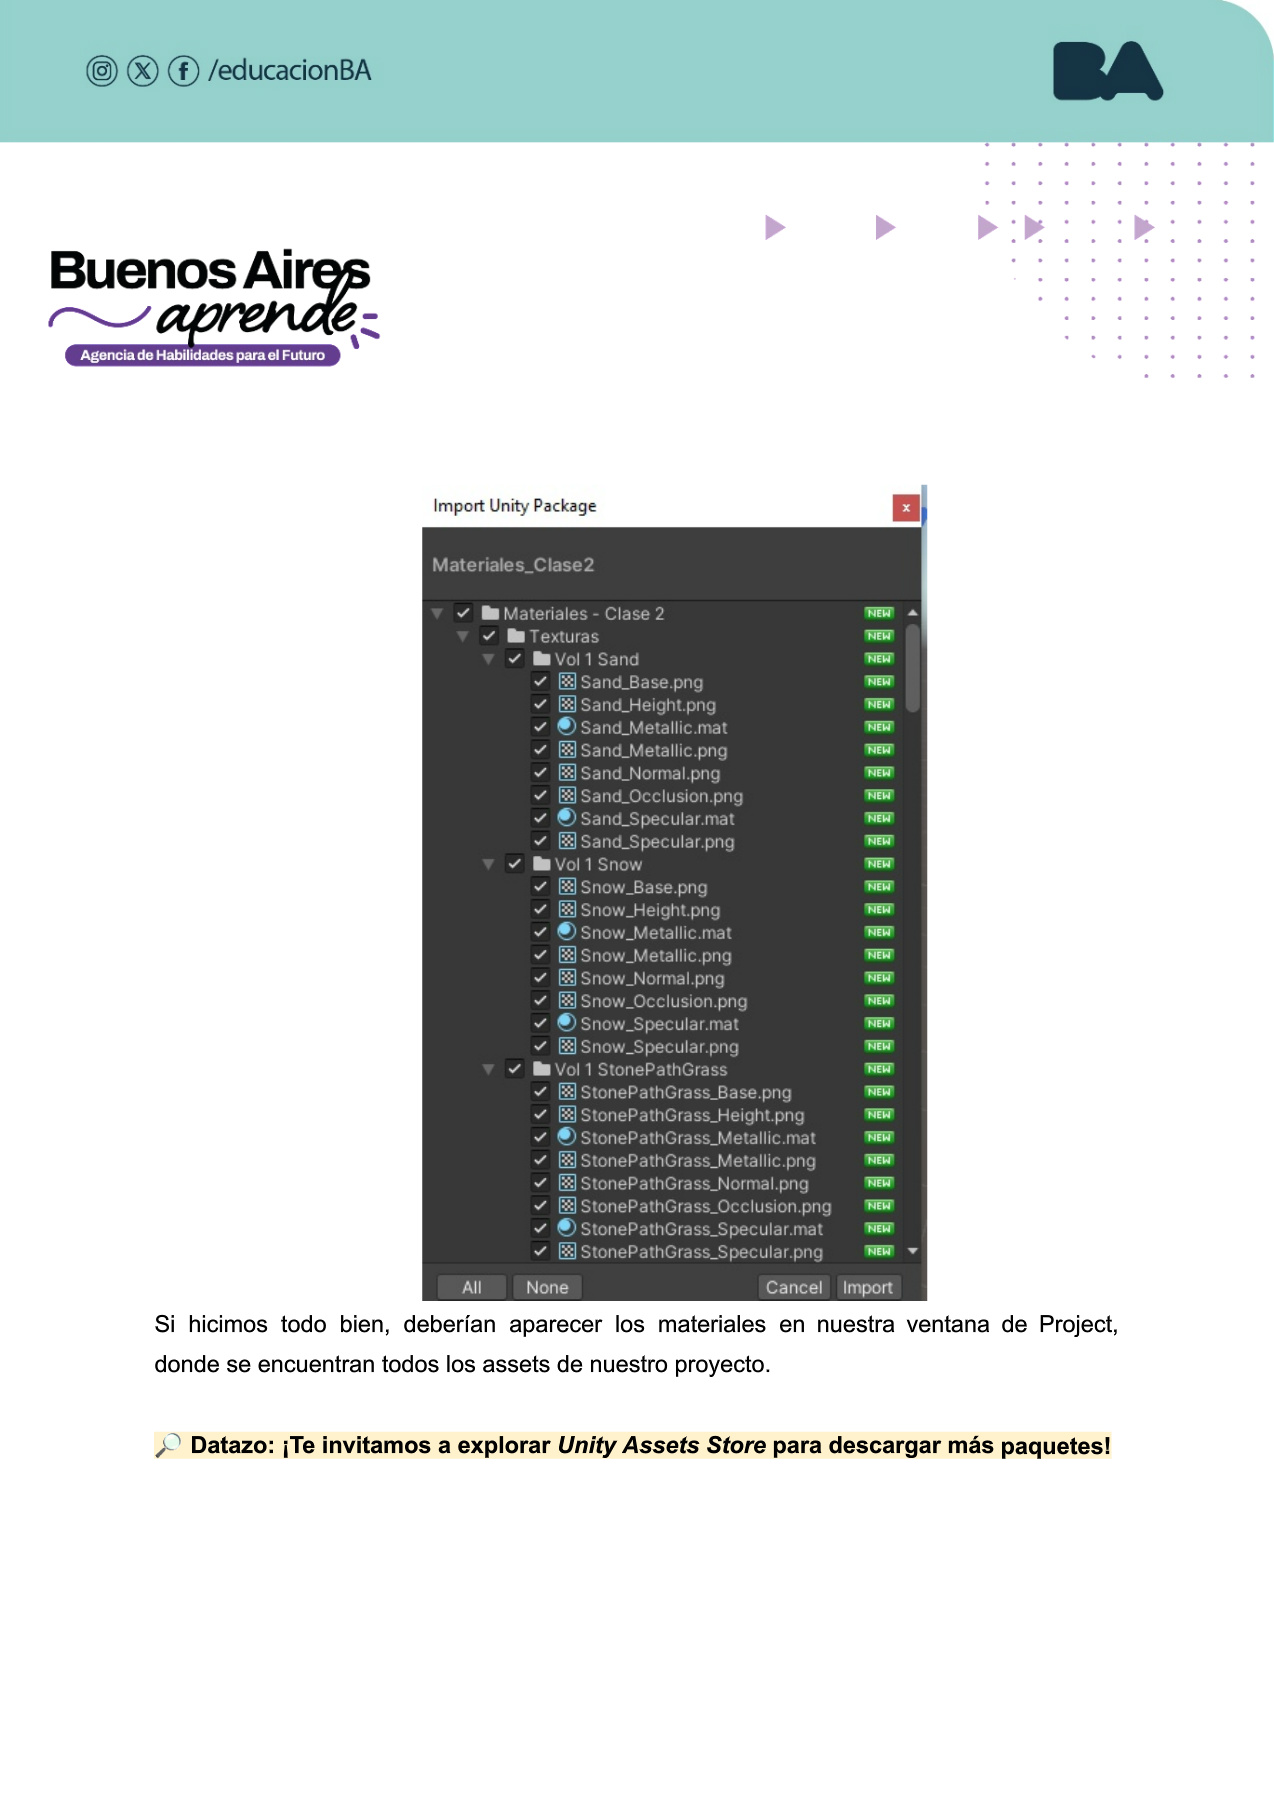 /educacionBA
BA
Buenos Aires
aprende
Agencia de Habilidades para el Futuro
Import Unity Package
x
Materiales_Clase2
Materiales - Clase 2 NEW
Texturas NEW
Vol 1 Sand NEW
Sand_Base.png NEW
Sand_Height.png NEW
Sand_Metallic.mat NEW
Sand_Metallic.png NEW
Sand_Normal.png NEW
Sand_Occlusion.png NEW
Sand_Specular.mat NEW
Sand_Specular.png NEW
Vol 1 Snow NEW
Snow_Base.png NEW
Snow_Height.png NEW
Snow_Metallic.mat NEW
Snow_Metallic.png NEW
Snow_Normal.png NEW
Snow_Occlusion.png NEW
Snow_Specular.mat NEW
Snow_Specular.png NEW
Vol 1 StonePathGrass NEW
StonePathGrass_Base.png NEW
StonePathGrass_Height.png NEW
StonePathGrass_Metallic.mat NEW
StonePathGrass_Metallic.png NEW
StonePathGrass_Normal.png NEW
StonePathGrass_Occlusion.png NEW
StonePathGrass_Specular.mat NEW
StonePathGrass_Specular.png NEW
All None Cancel Import
Si hicimos todo bien, deberían aparecer los materiales en nuestra ventana de Project,
donde se encuentran todos los assets de nuestro proyecto.
🔎 Datazo: ¡Te invitamos a explorar Unity Assets Store para descargar más paquetes!